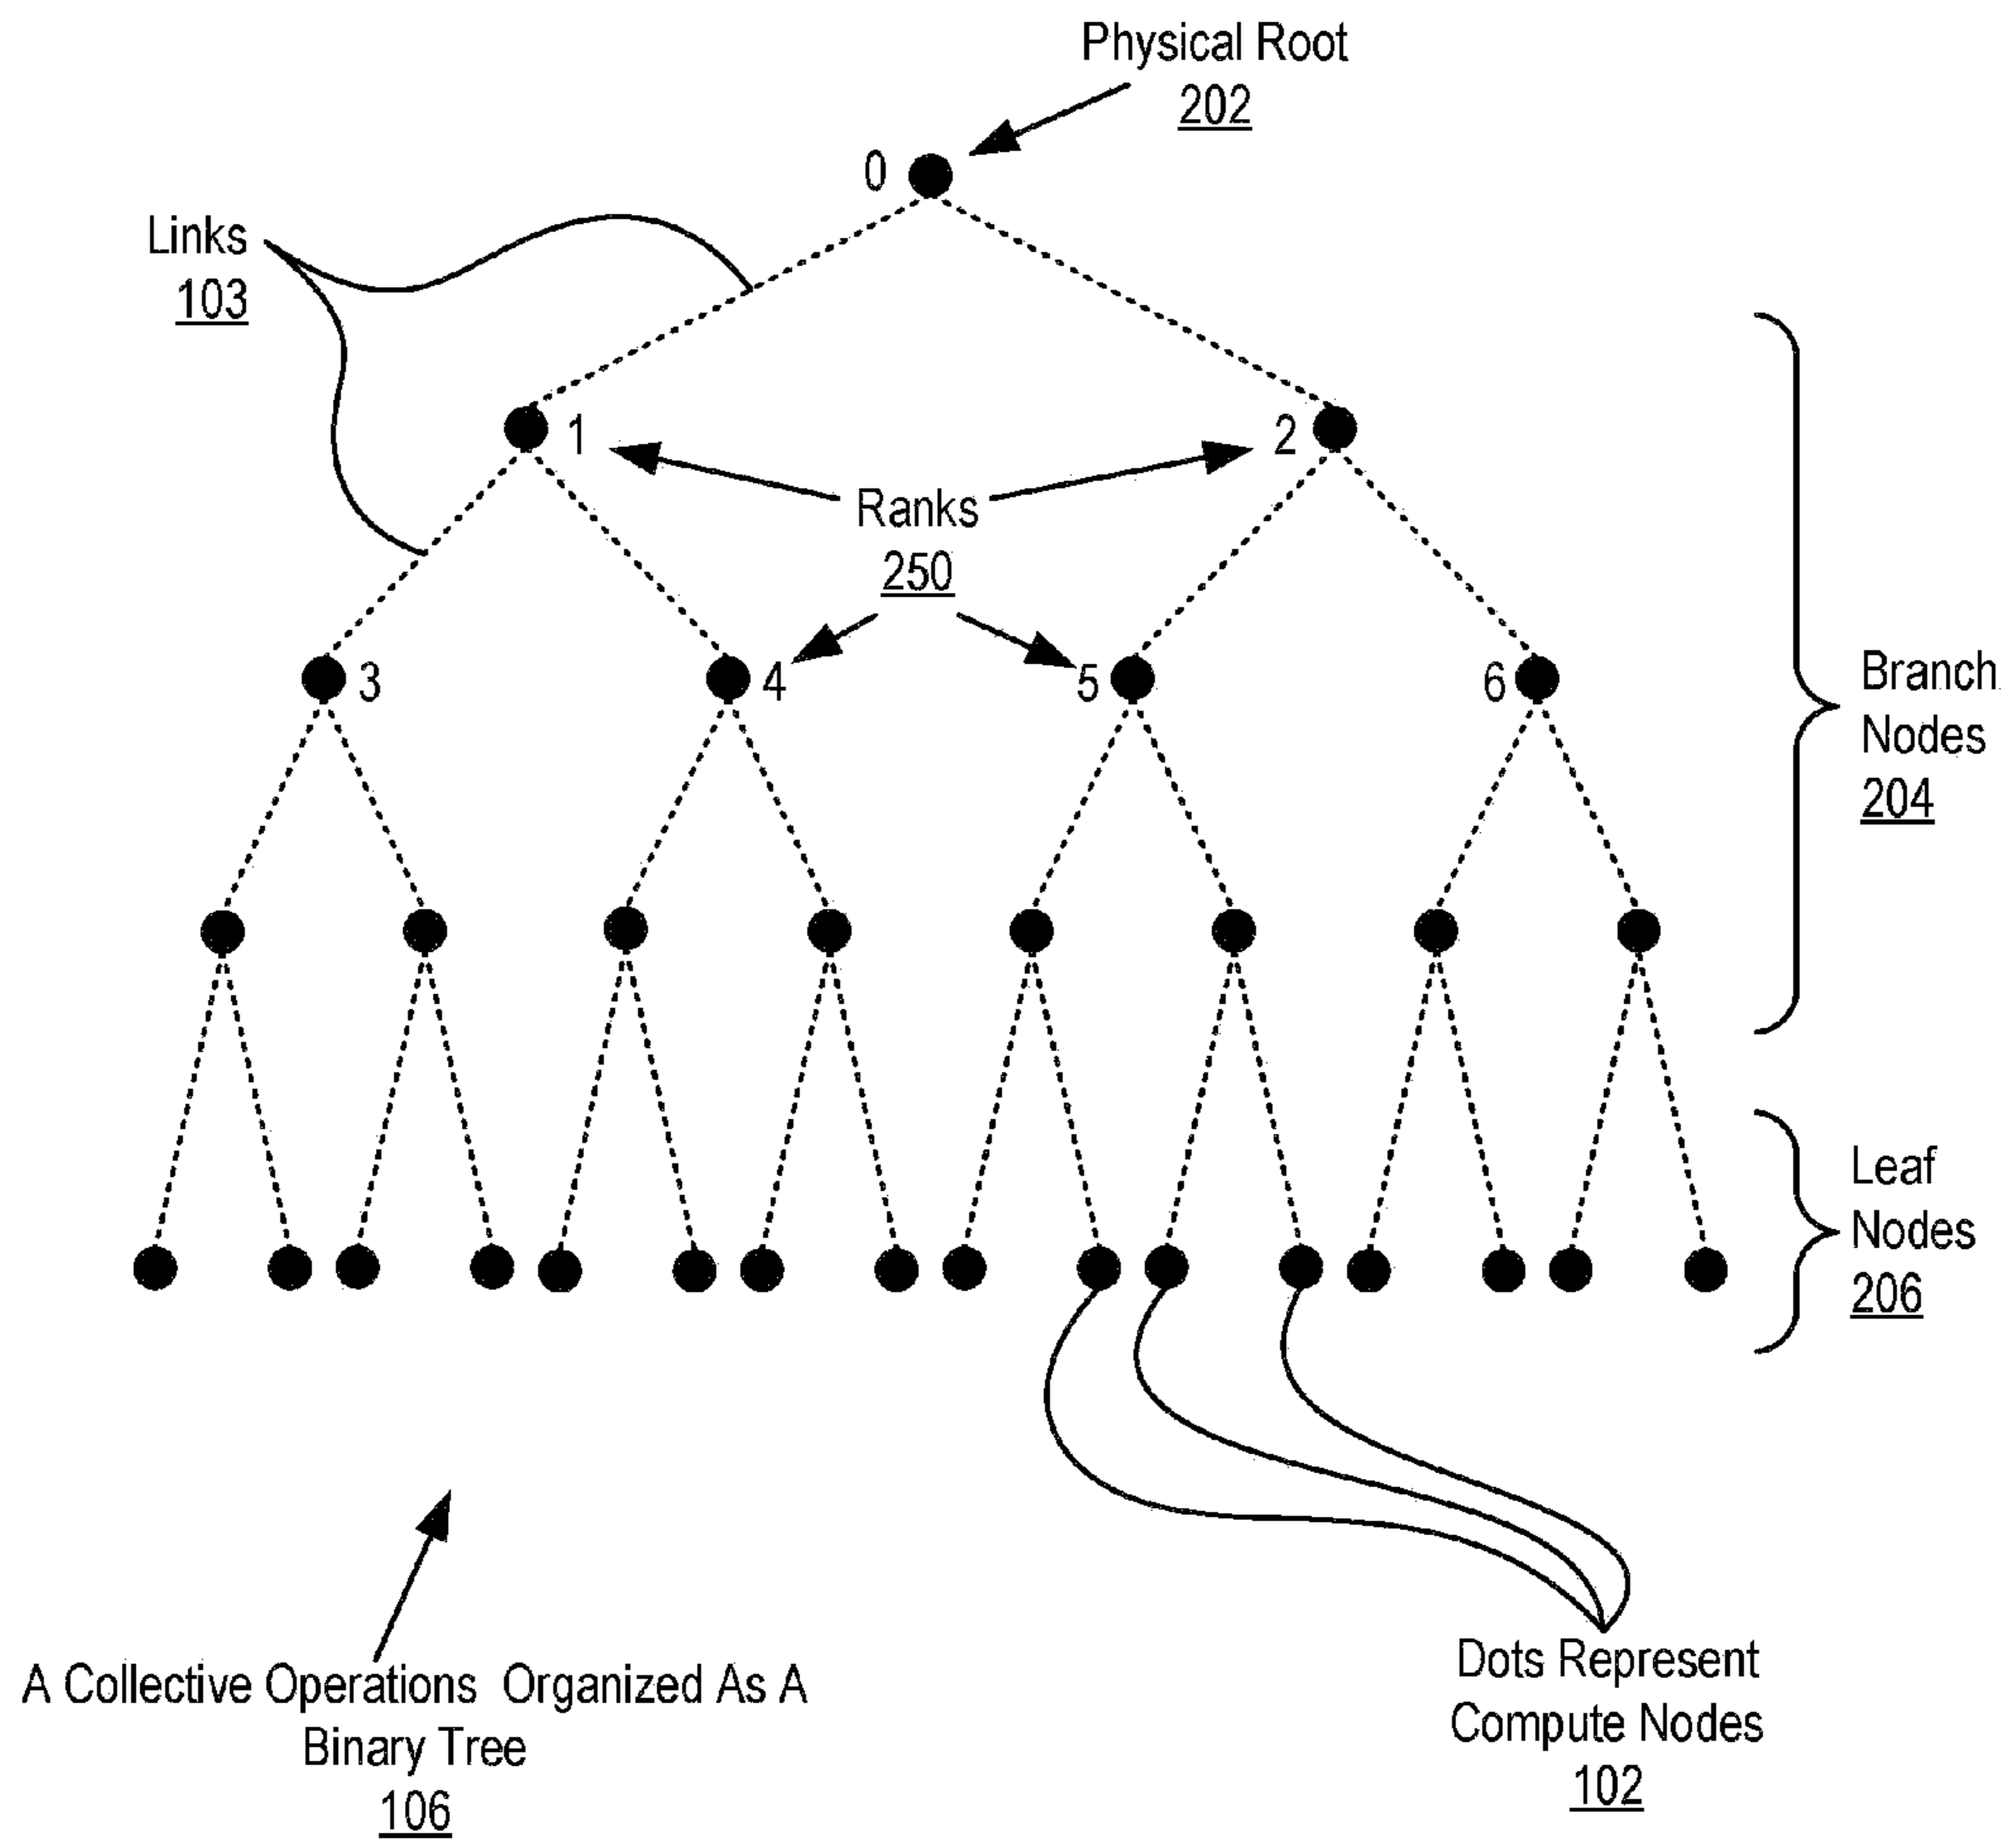 Physical Root
202
0
Links
103
1
2
Ranks
250
3
4
5
6
Branch
Nodes
204
Leaf
Nodes
206
A Collective Operations Organized As A
Binary Tree
106
Dots Represent
Compute Nodes
102